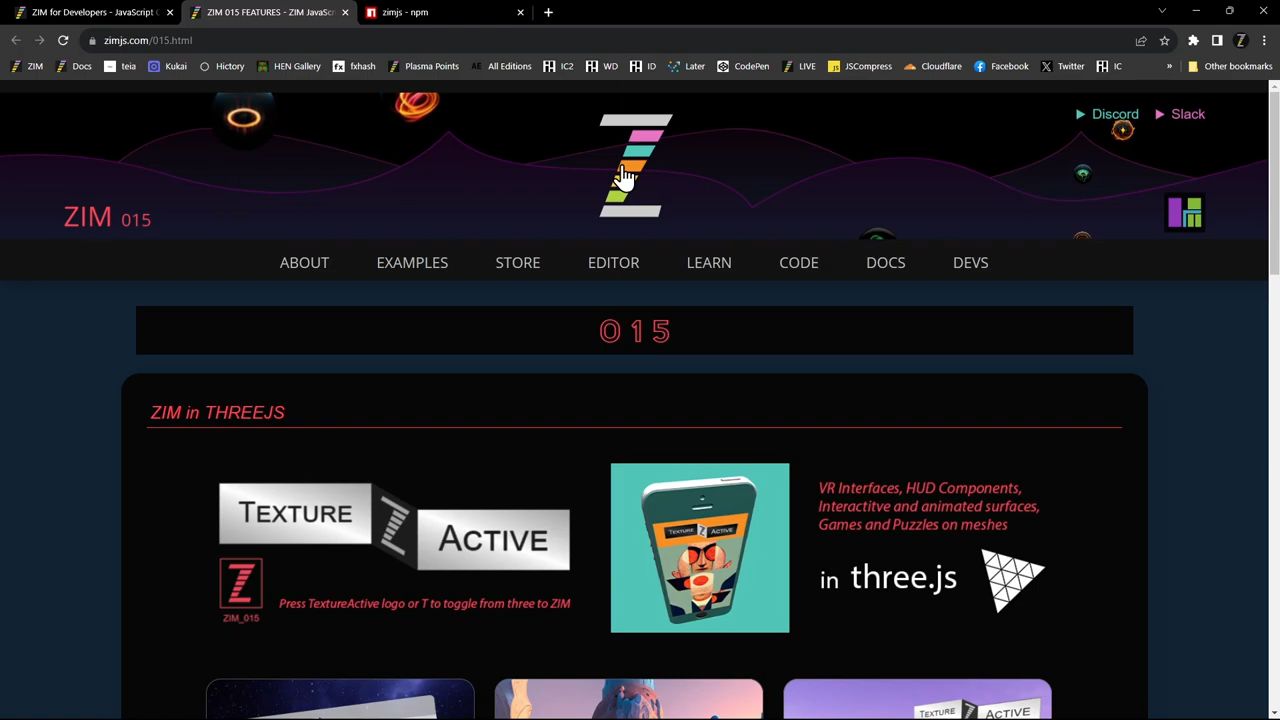 ZIM for Developers - JavaScript C
ZIM 015 FEATURES - ZIM JavaSc
zimjs - npm
zimjs.com/015.html
ZIM
Docs
teia
Kukai
Hictory
HEN Gallery
fxhash
Plasma Points
All Editions
IC2
WD
ID
Later
CodePen
LIVE
JSCompress
Cloudflare
Facebook
Twitter
IC
»
Other bookmarks
Discord
Slack
ZIM 015
ABOUT
EXAMPLES
STORE
EDITOR
LEARN
CODE
DOCS
DEVS
015
ZIM in THREEJS
TEXTURE Z ACTIVE
ZIM_015
Press TextureActive logo or T to toggle from three to ZIM
TEXTURE Z ACTIVE
VR Interfaces, HUD Components,
Interactitve and animated surfaces,
Games and Puzzles on meshes
in three.js
TEXTURE Z ACTIVE